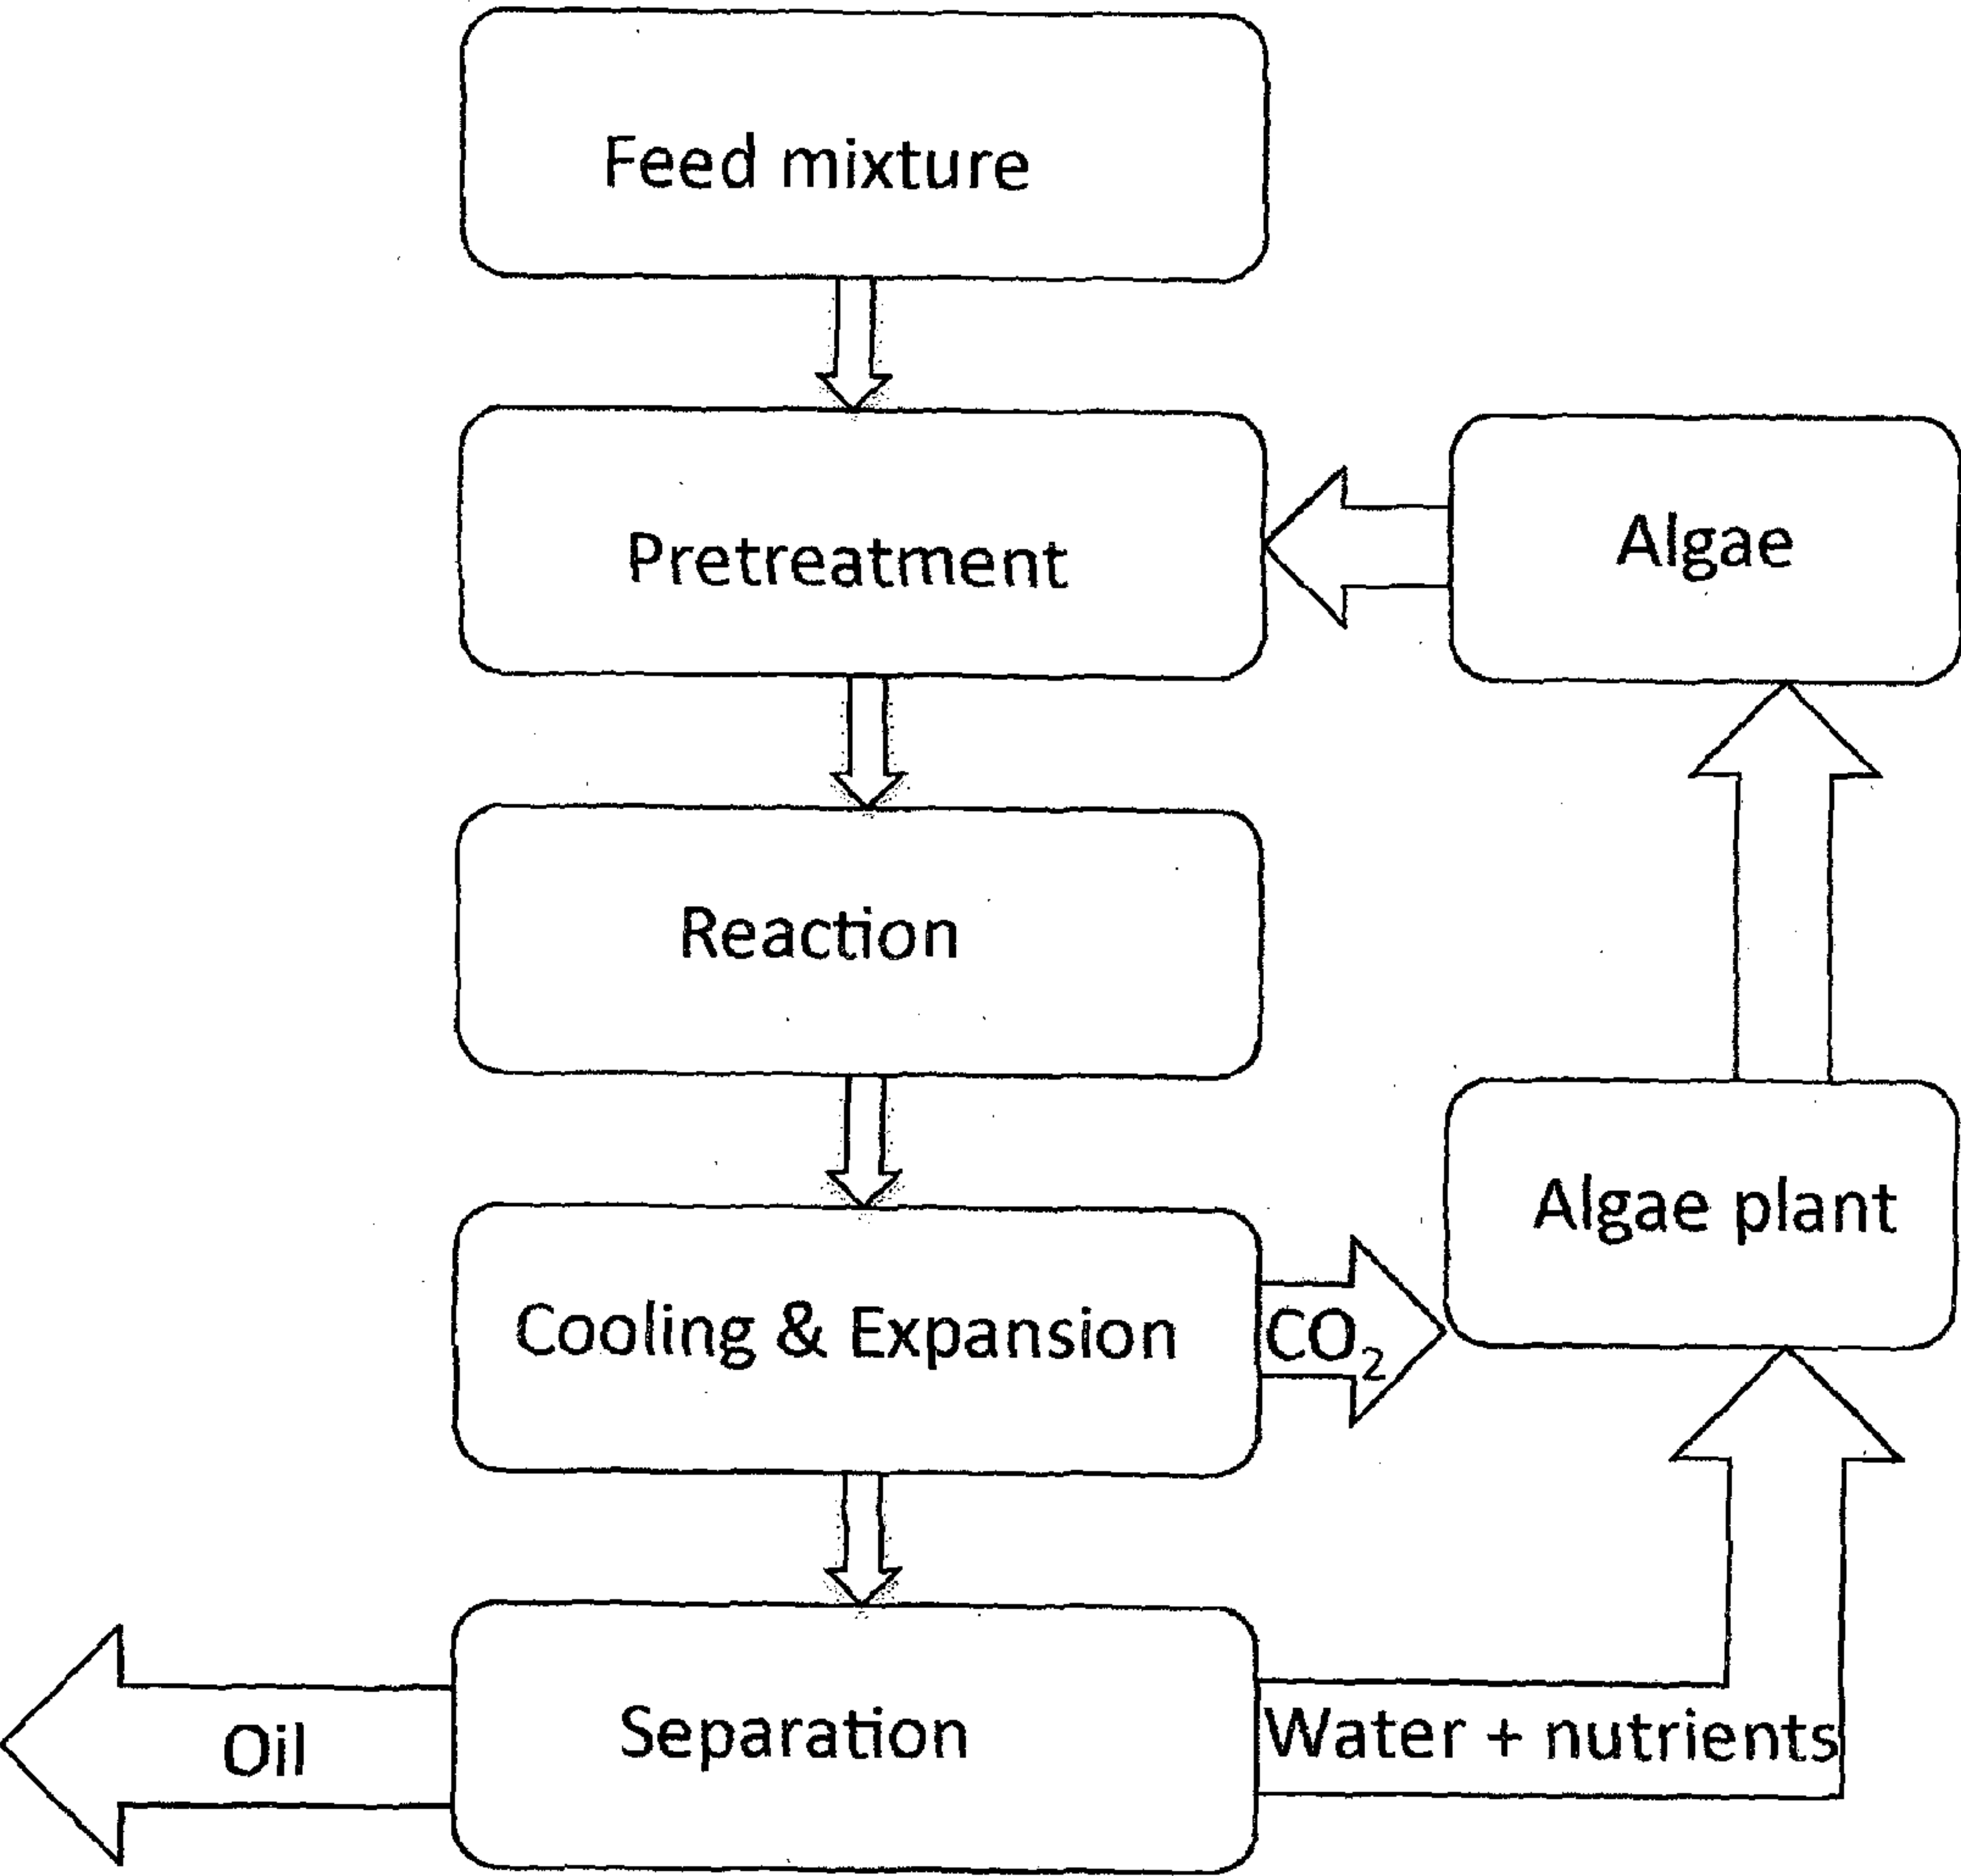 Feed mixture
Pretreatment
Algae
Reaction
Algae plant
Cooling & Expansion
CO₂
Separation
Oil
Water + nutrients